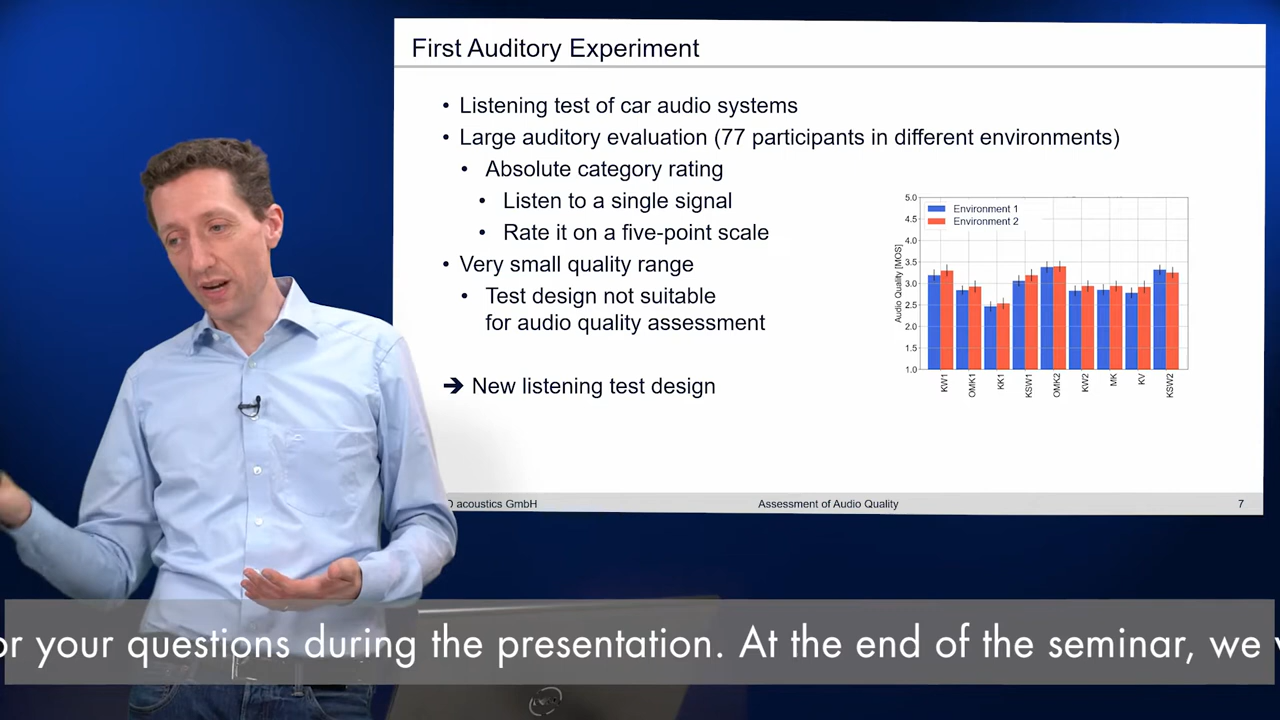 First Auditory Experiment
• Listening test of car audio systems
• Large auditory evaluation (77 participants in different environments)
• Absolute category rating
• Listen to a single signal
• Rate it on a five-point scale
• Very small quality range
• Test design not suitable
for audio quality assessment
➔ New listening test design
Audio Quality [MOS]
5.0
4.5
4.0
3.5
3.0
2.5
2.0
1.5
1.0
Environment 1
Environment 2
KW1
OMK1
KK1
KSW1
OMK2
KW2
MK
KV
KSW2
acoustics GmbH
Assessment of Audio Quality
7
your questions during the presentation. At the end of the seminar, we